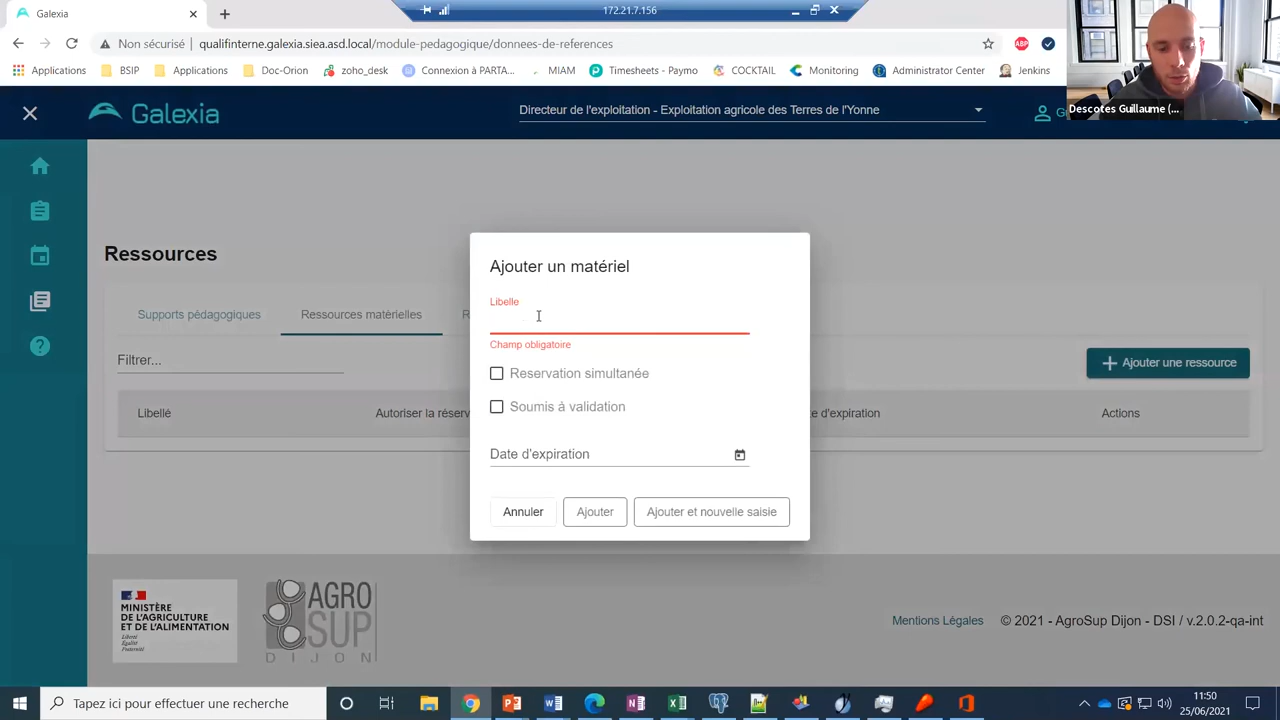 Galexia
172.21.7.156
Non sécurisé
qualifinterne.galexia.siea.asd.local/module-pedagogique/donnees-de-references
ABP
Applications
BSIP
Applications
Doc-Orion
zoho_desk
Connexion à PARTA...
MIAM
Timesheets - Paymo
COCKTAIL
Monitoring
Administrator Center
Jenkins
Descotes Guillaume (...
Galexia
Directeur de l'exploitation - Exploitation agricole des Terres de l'Yonne
Ressources
Supports pédagogiques
Ressources matérielles
R
Filtrer...
Ajouter une ressource
Libellé
Autoriser la réserv
e d'expiration
Actions
Ajouter un matériel
Libelle
Champ obligatoire
Reservation simultanée
Soumis à validation
Date d'expiration
Annuler
Ajouter
Ajouter et nouvelle saisie
MINISTÈRE
DE L'AGRICULTURE
ET DE L'ALIMENTATION
Liberté
Égalité
Fraternité
AGRO
SUP
DIJON
Mentions Légales
© 2021 - AgroSup Dijon - DSI / v.2.0.2-qa-int
Tapez ici pour effectuer une recherche
11:50
25/06/2021